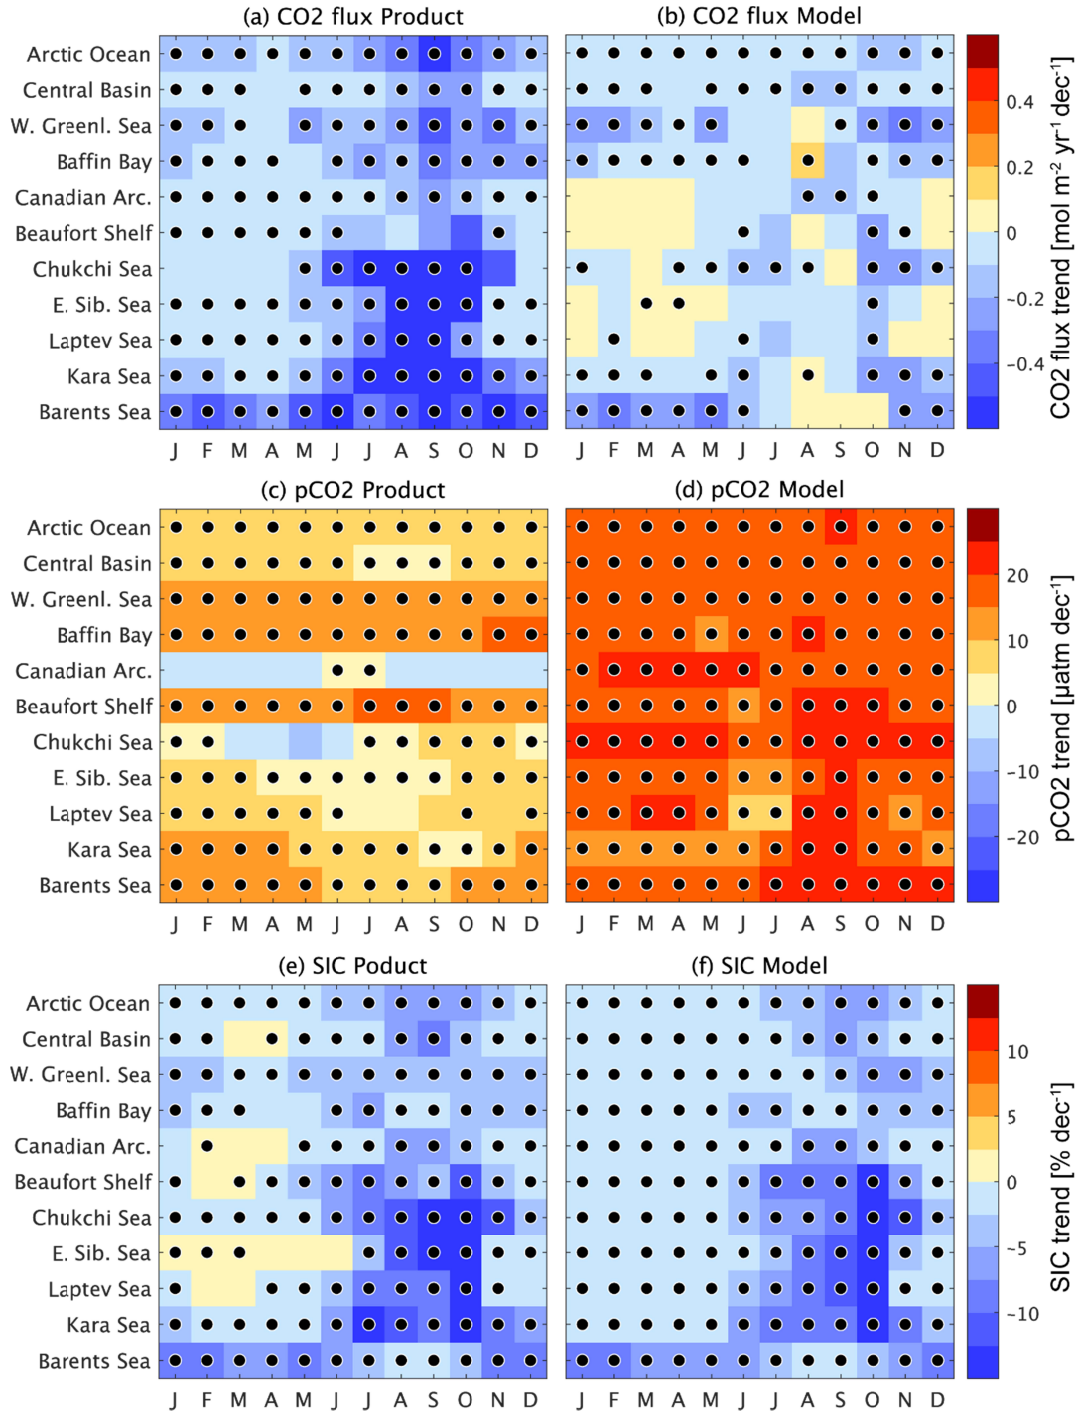 (a) CO2 flux Product
(b) CO2 flux Model
Arctic Ocean
Central Basin
W. Greenl. Sea
Baffin Bay
Canadian Arc.
Beaufort Shelf
Chukchi Sea
E. Sib. Sea
Laptev Sea
Kara Sea
Barents Sea
J F M A M J J A S O N D
J F M A M J J A S O N D
0.4
0.2
0
-0.2
-0.4
CO2 flux trend [mol m⁻² yr⁻¹ dec⁻¹]
(c) pCO2 Product
(d) pCO2 Model
Arctic Ocean
Central Basin
W. Greenl. Sea
Baffin Bay
Canadian Arc.
Beaufort Shelf
Chukchi Sea
E. Sib. Sea
Laptev Sea
Kara Sea
Barents Sea
J F M A M J J A S O N D
J F M A M J J A S O N D
20
10
0
-10
-20
pCO2 trend [µatm dec⁻¹]
(e) SIC Poduct
(f) SIC Model
Arctic Ocean
Central Basin
W. Greenl. Sea
Baffin Bay
Canadian Arc.
Beaufort Shelf
Chukchi Sea
E. Sib. Sea
Laptev Sea
Kara Sea
Barents Sea
J F M A M J J A S O N D
J F M A M J J A S O N D
10
5
0
-5
-10
SIC trend [% dec⁻¹]